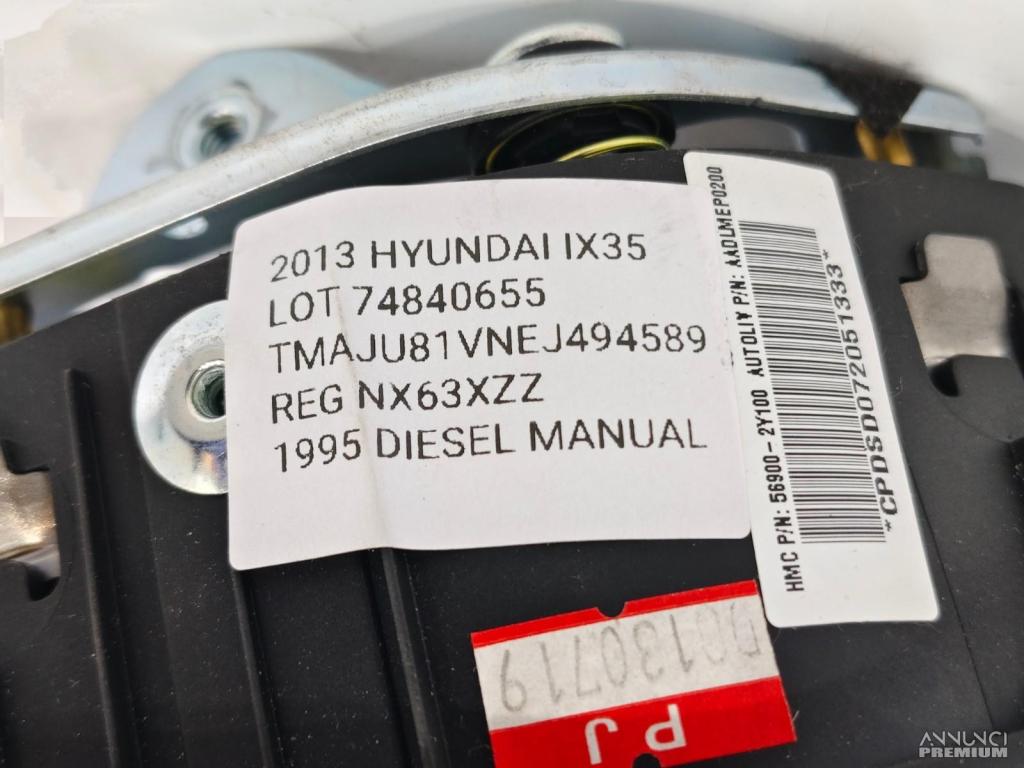 2013 HYUNDAI IX35
LOT 74840655
TMAJU81VNEJ494589
REG NX63XZZ
1995 DIESEL MANUAL
HMC P/N: 56900-2Y100 AUTOLIV P/N: AADLMEP0200
*CPDSD072051333*
130719
PJ
ANNUNCI
PREMIUM